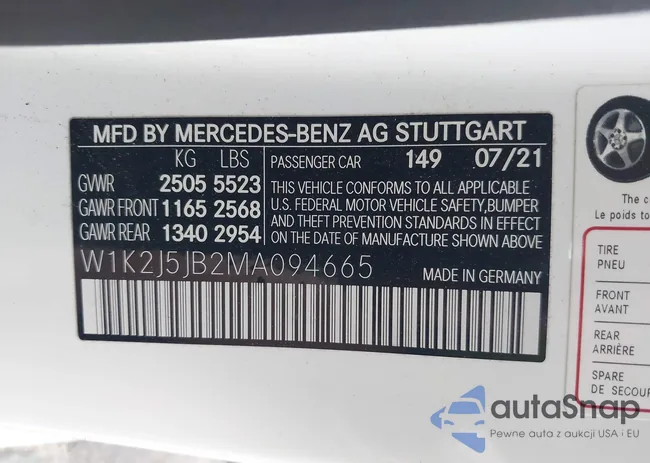 MFD BY MERCEDES-BENZ AG STUTTGART
KG LBS PASSENGER CAR 149 07/21
GVWR 2505 5523
GAWR FRONT 1165 2568
GAWR REAR 1340 2954
THIS VEHICLE CONFORMS TO ALL APPLICABLE
U.S. FEDERAL MOTOR VEHICLE SAFETY,BUMPER
AND THEFT PREVENTION STANDARDS IN EFFECT
ON THE DATE OF MANUFACTURE SHOWN ABOVE.
W1K2J5JB2MA094665 MADE IN GERMANY
The c
Le poids to
TIRE
PNEU
FRONT
AVANT
REAR
ARRIÈRE
SPARE
DE SECOUR
autoSnap
Pewne auta z aukcji USA i EU